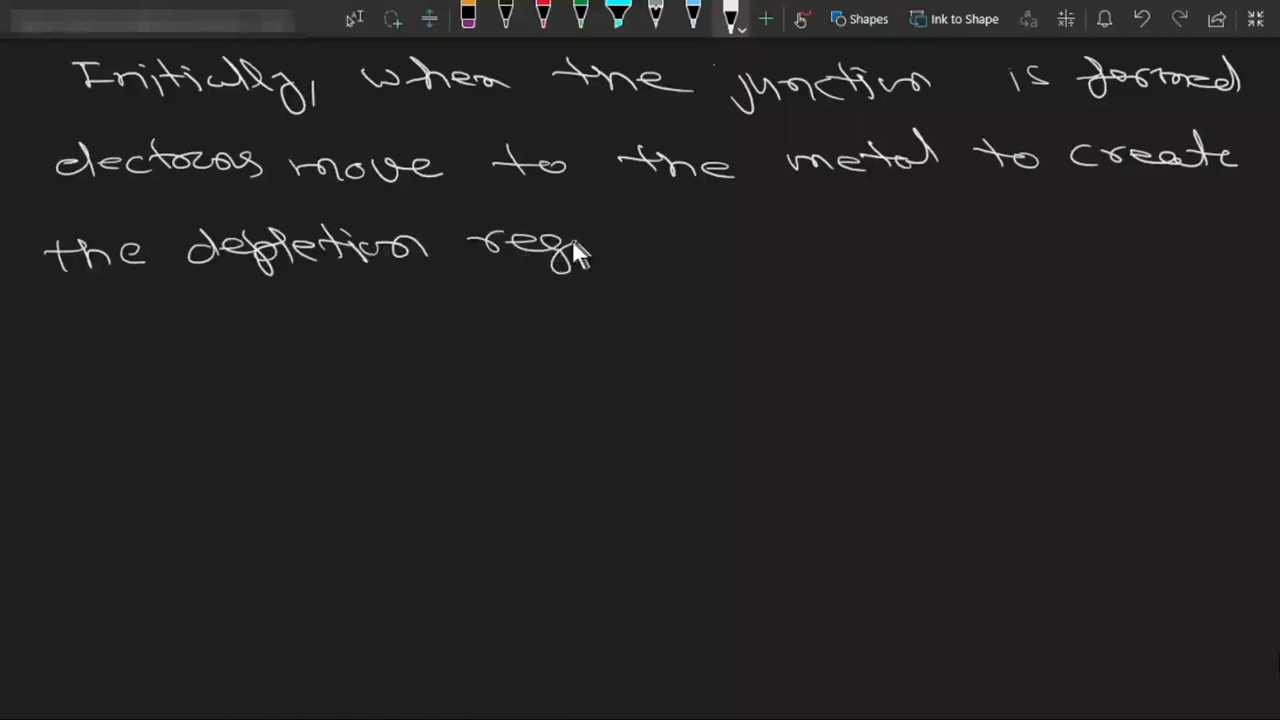 Shapes Ink to Shape
Initially, when the junction is formed
electrons move to the metal to create
the depletion reg